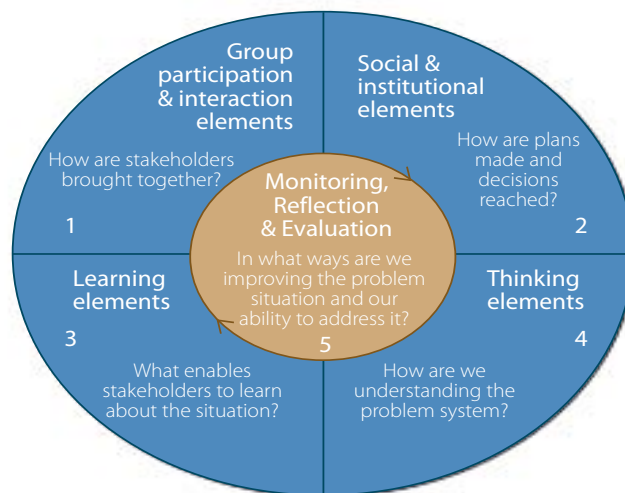 Group
participation
& interaction
elements
How are stakeholders
brought together?
1
Social &
institutional
elements
How are plans
made and
decisions
reached?
2
Monitoring,
Reflection
& Evaluation
In what ways are we
improving the problem
situation and our
ability to address it?
5
Learning
elements
3
What enables
stakeholders to learn
about the situation?
Thinking
elements
4
How are we
understanding the
problem system?